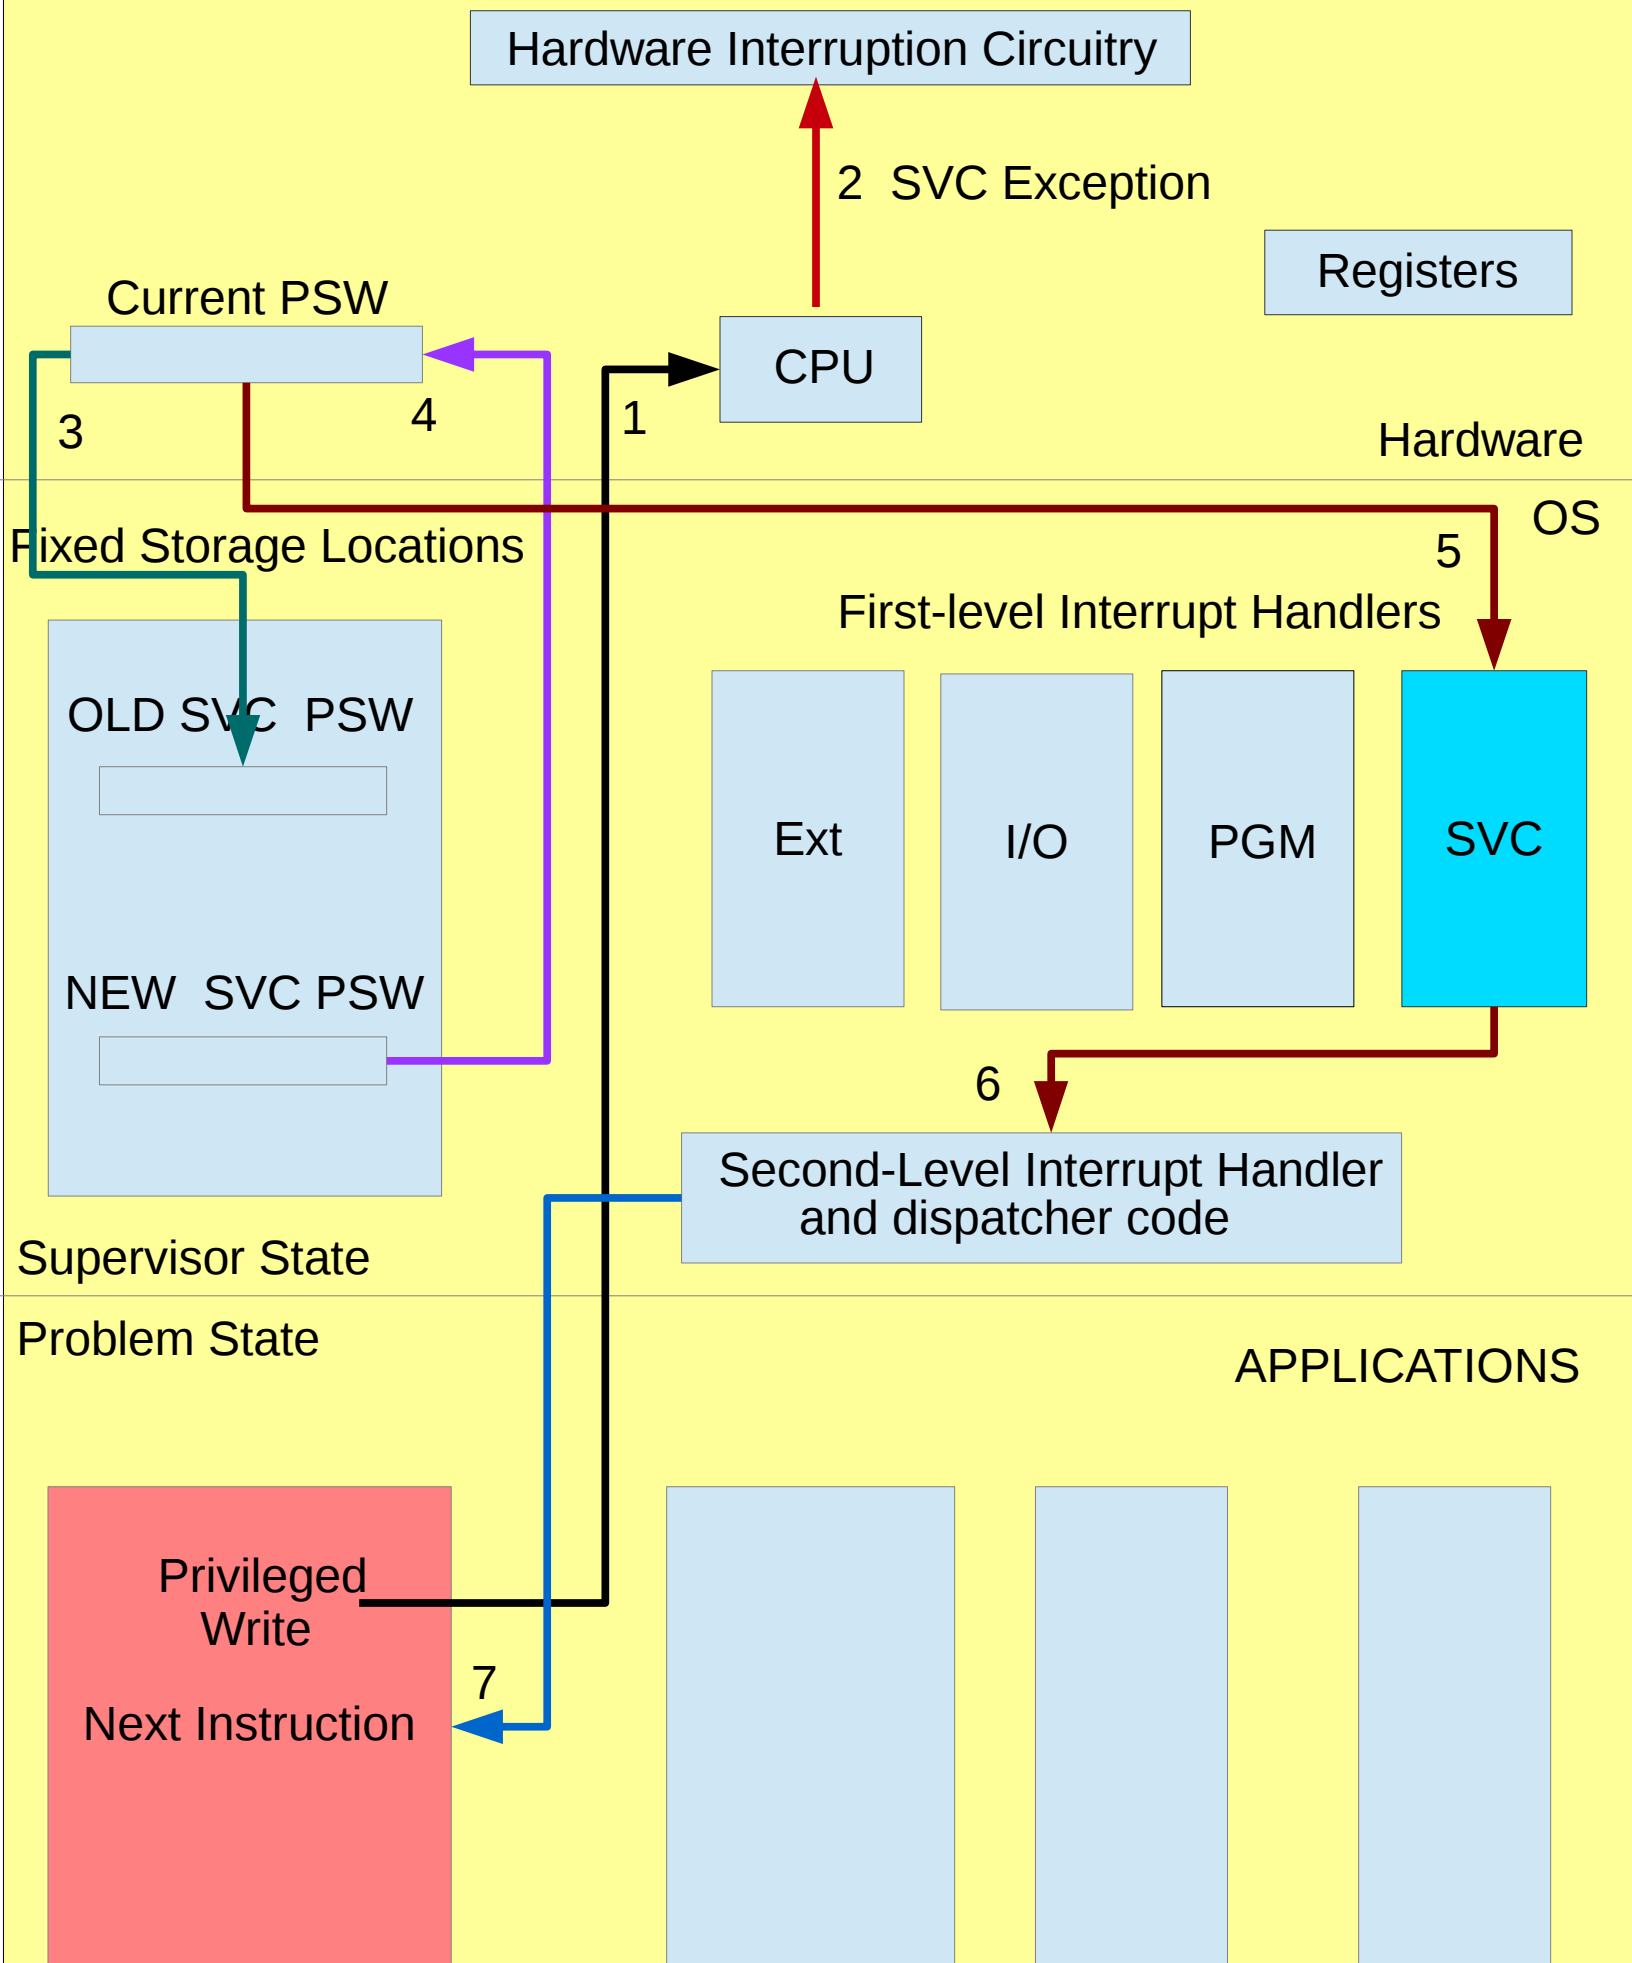 Hardware Interruption Circuitry
2  SVC Exception
Registers
Current PSW
CPU
3
4
1
Hardware
OS
Fixed Storage Locations
5
First-level Interrupt Handlers
OLD SVC  PSW
Ext
I/O
PGM
SVC
NEW  SVC PSW
6
Second-Level Interrupt Handler
and dispatcher code
Supervisor State
Problem State
APPLICATIONS
Privileged
Write
7
Next Instruction